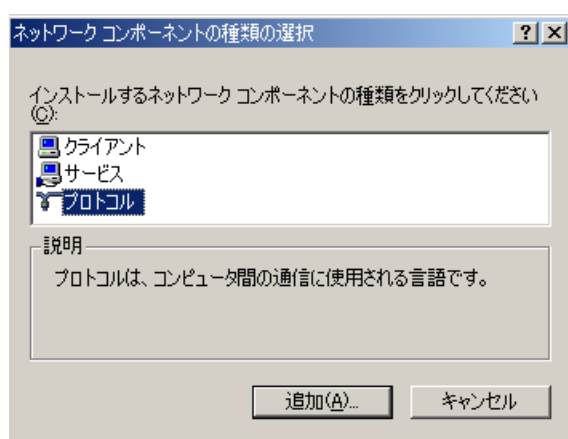 ネットワーク コンポーネントの種類の選択
インストールするネットワーク コンポーネントの種類をクリックしてください
(C):
クライアント
サービス
プロトコル
説明
プロトコルは、コンピュータ間の通信に使用される言語です。
追加(A)...
キャンセル